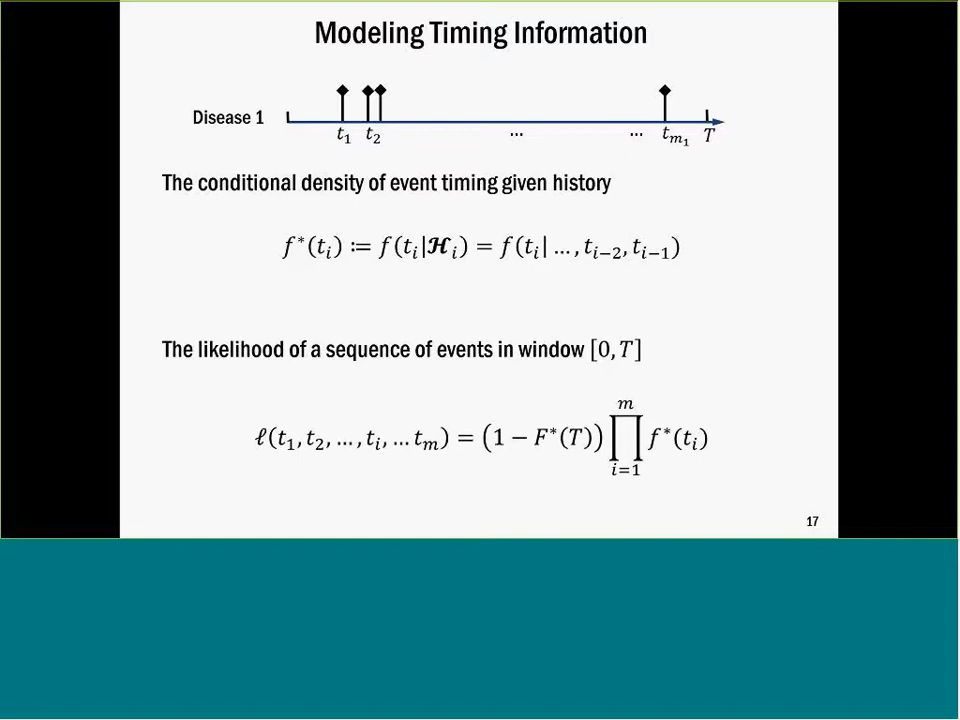 Modeling Timing Information
Disease 1
t₁ t₂ ... ... t_{m₁} T
The conditional density of event timing given history
f*(tᵢ) ≔ f(tᵢ|𝓗ᵢ) = f(tᵢ| … , tᵢ₋₂, tᵢ₋₁)
The likelihood of a sequence of events in window [0, T]
ℓ(t₁, t₂, … , tᵢ, … t_m) = (1 − F*(T)) ∏_{i=1}^{m} f*(tᵢ)
17